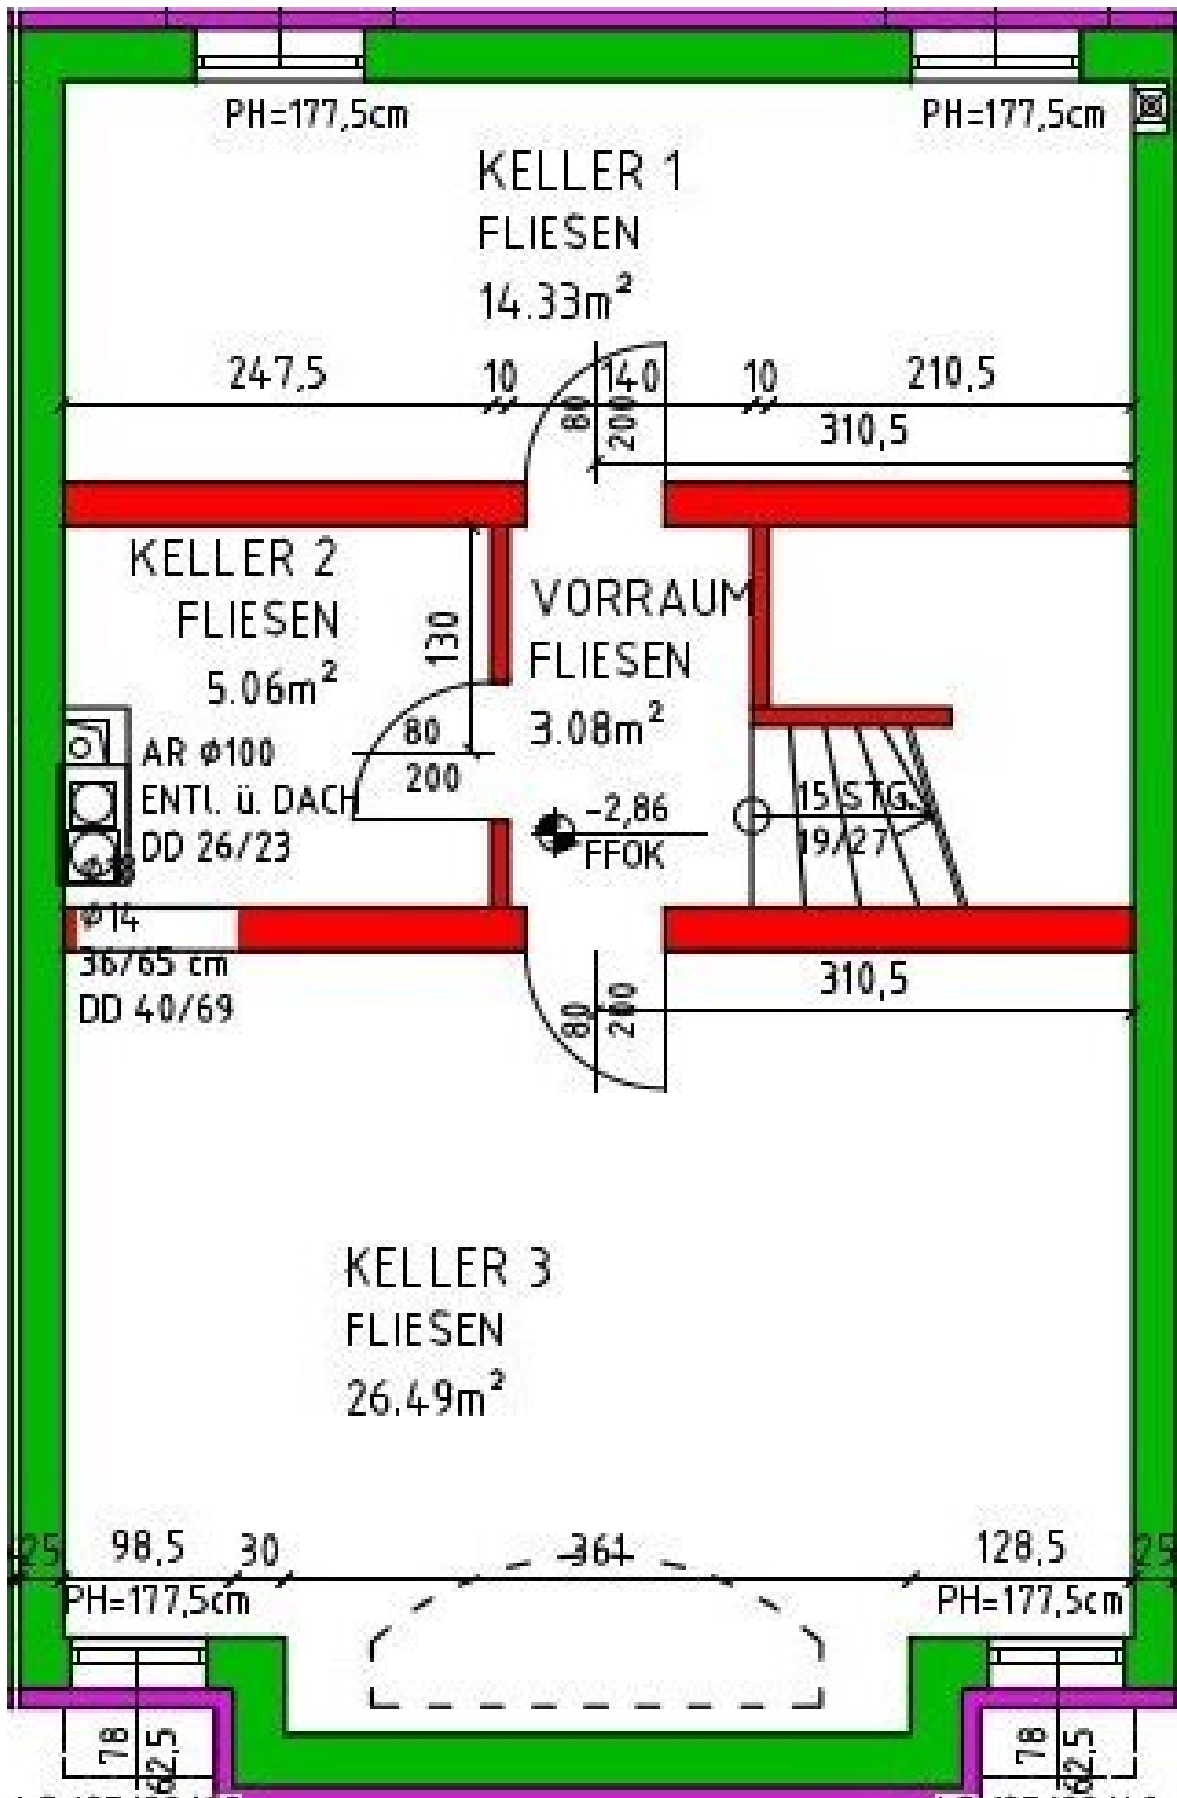 PH=177,5cm
PH=177,5cm
KELLER 1
FLIESEN
14.33m²
247,5
10
140
10
210,5
80
200
310,5
KELLER 2
FLIESEN
5.06m²
130
VORRAUM
FLIESEN
3.08m²
80
200
AR Ø100
ENTL. ü. DACH
DD 26/23
-2,86
FFOK
15 STG.
19/27
Ø14
36/65 cm
DD 40/69
80
200
310,5
KELLER 3
FLIESEN
26.49m²
25
98,5
30
361
128,5
25
PH=177,5cm
PH=177,5cm
78
62,5
78
62,5